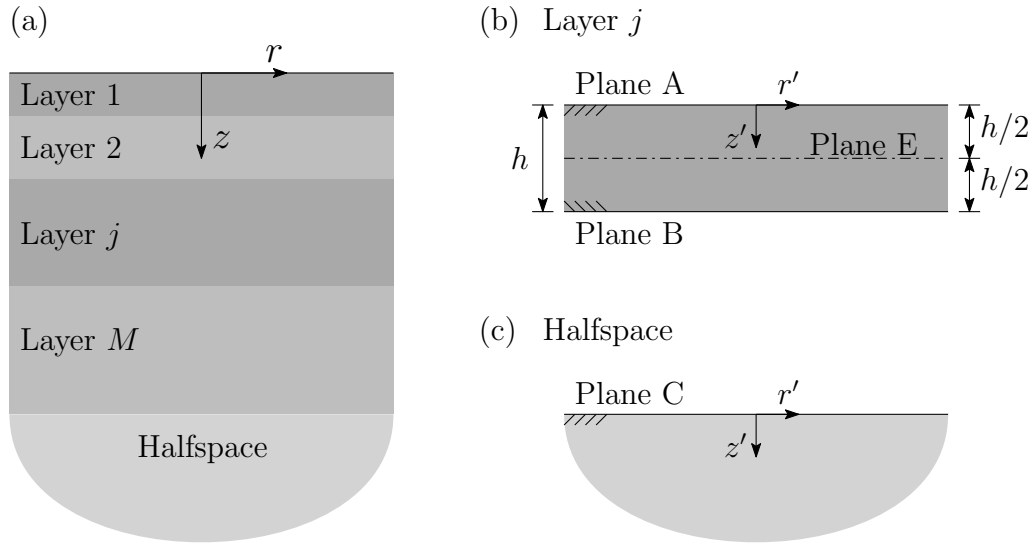 (a)
r
Layer 1
Layer 2
z
Layer j
Layer M
Halfspace
(b) Layer j
Plane A
r′
h
z′
Plane E
h/2
h/2
Plane B
(c) Halfspace
Plane C
r′
z′